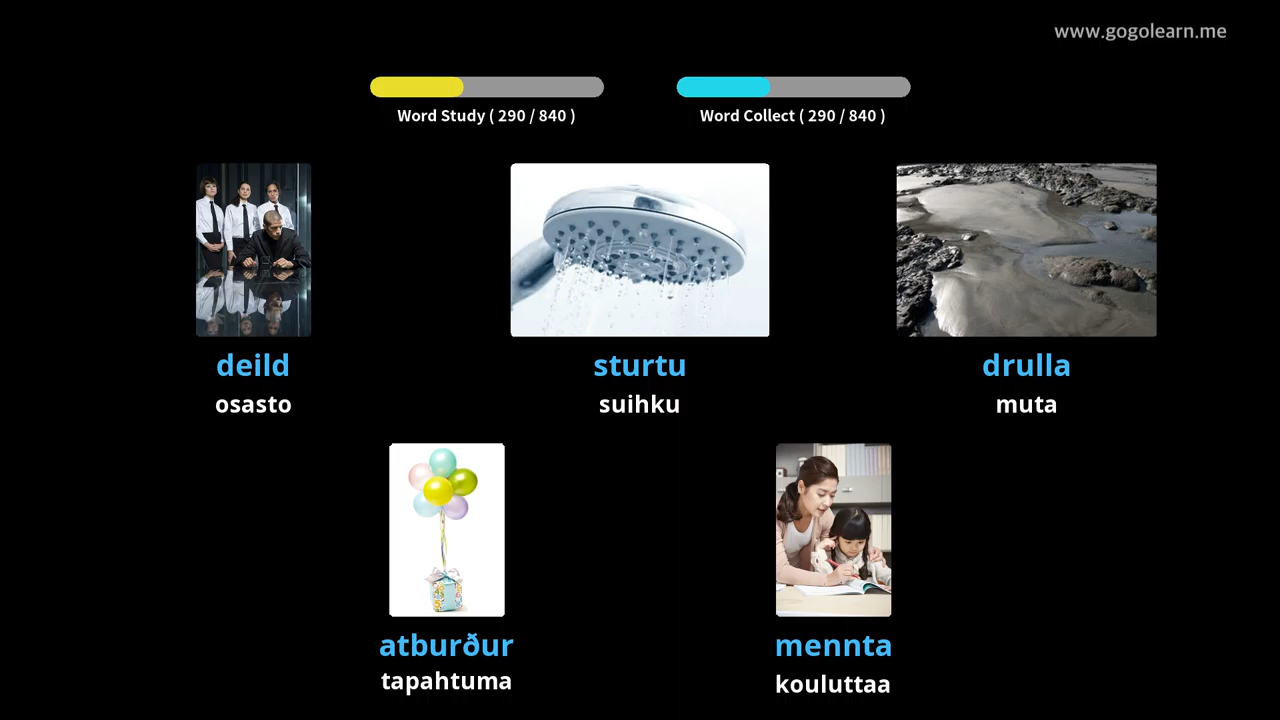 www.gogolearn.me
Word Study ( 290 / 840 )
Word Collect ( 290 / 840 )
deild
osasto
sturtu
suihku
drulla
muta
atburður
tapahtuma
mennta
kouluttaa